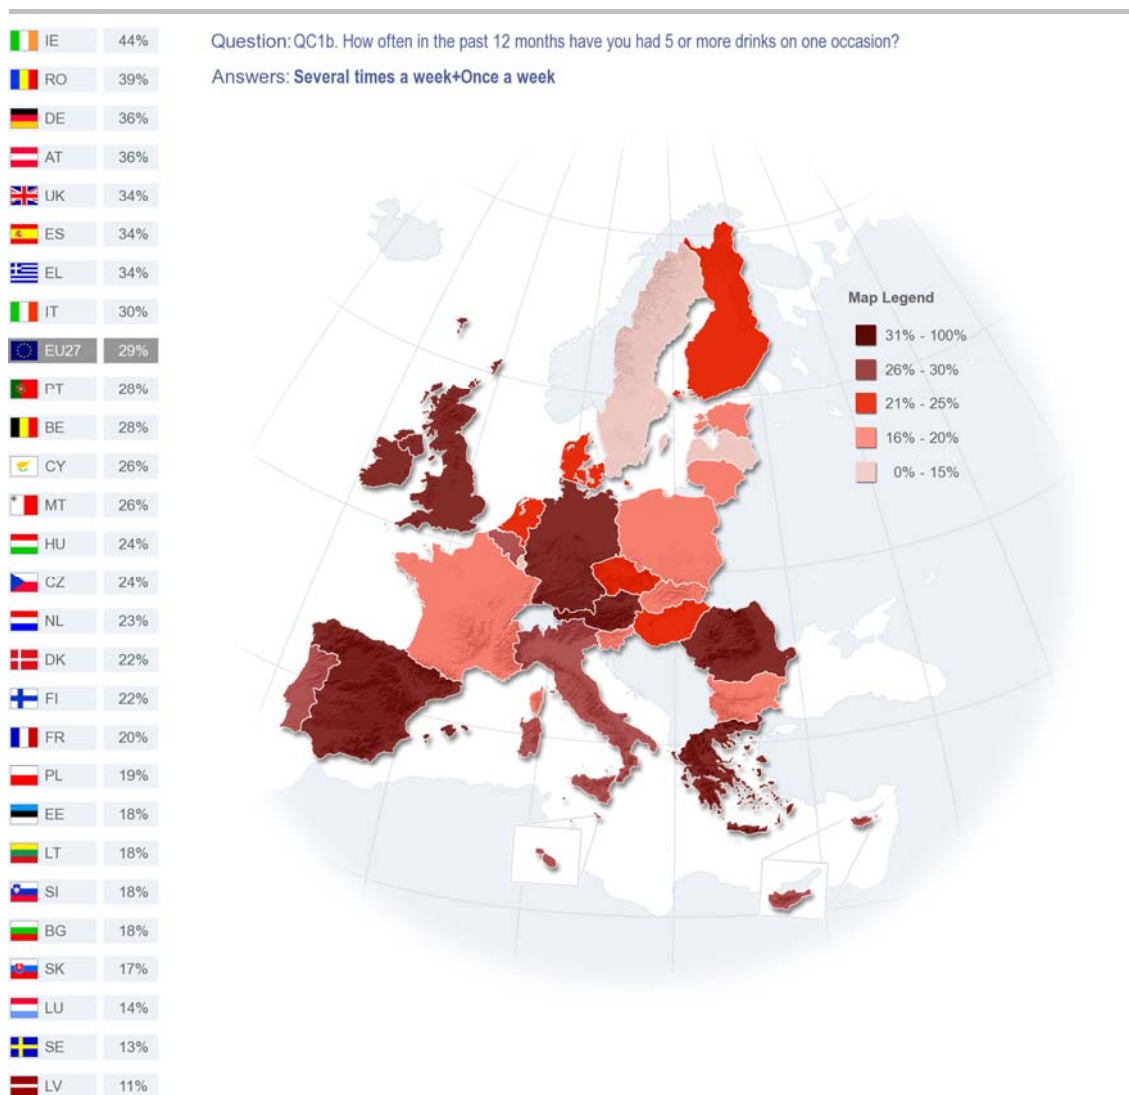 Question: QC1b. How often in the past 12 months have you had 5 or more drinks on one occasion?
Answers: Several times a week+Once a week
IE 44%
RO 39%
DE 36%
AT 36%
UK 34%
ES 34%
EL 34%
IT 30%
EU27 29%
PT 28%
BE 28%
CY 26%
MT 26%
HU 24%
CZ 24%
NL 23%
DK 22%
FI 22%
FR 20%
PL 19%
EE 18%
LT 18%
SI 18%
BG 18%
SK 17%
LU 14%
SE 13%
LV 11%
Map Legend
31% - 100%
26% - 30%
21% - 25%
16% - 20%
0% - 15%